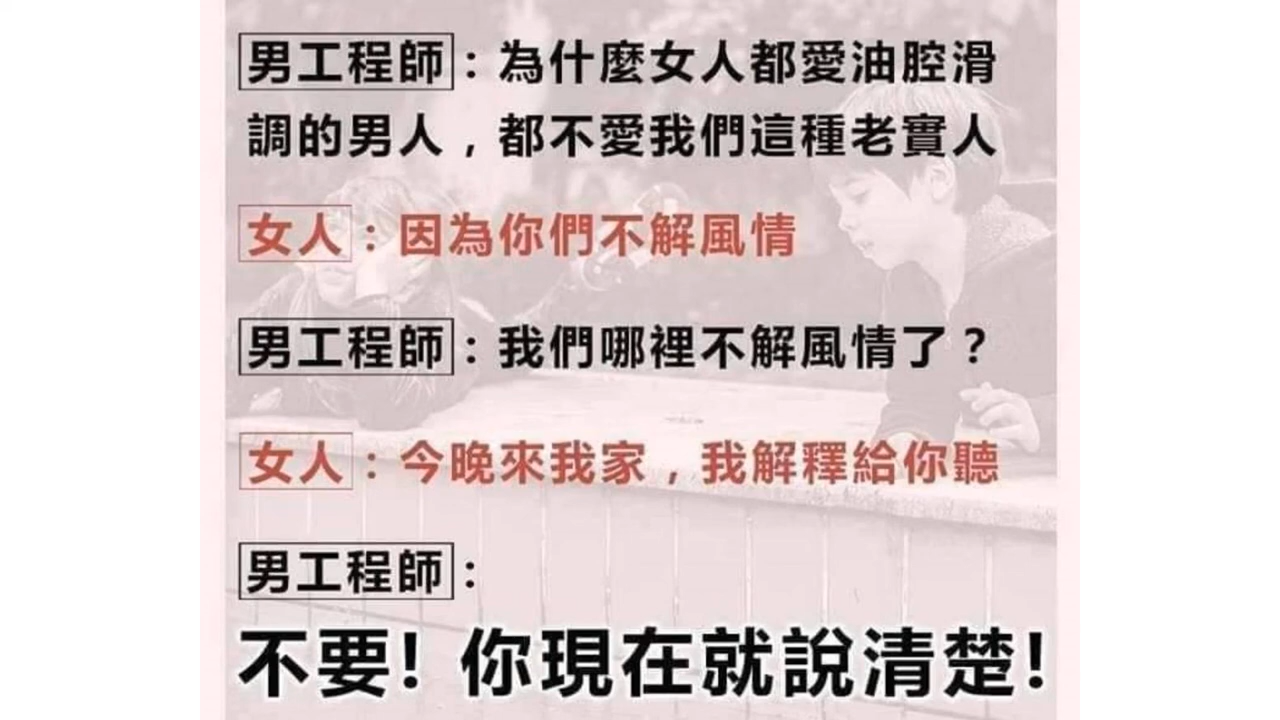 男工程師：為什麼女人都愛油腔滑
調的男人，都不愛我們這種老實人
女人：因為你們不解風情
男工程師：我們哪裡不解風情了？
女人：今晚來我家，我解釋給你聽
男工程師：
不要！你現在就說清楚！